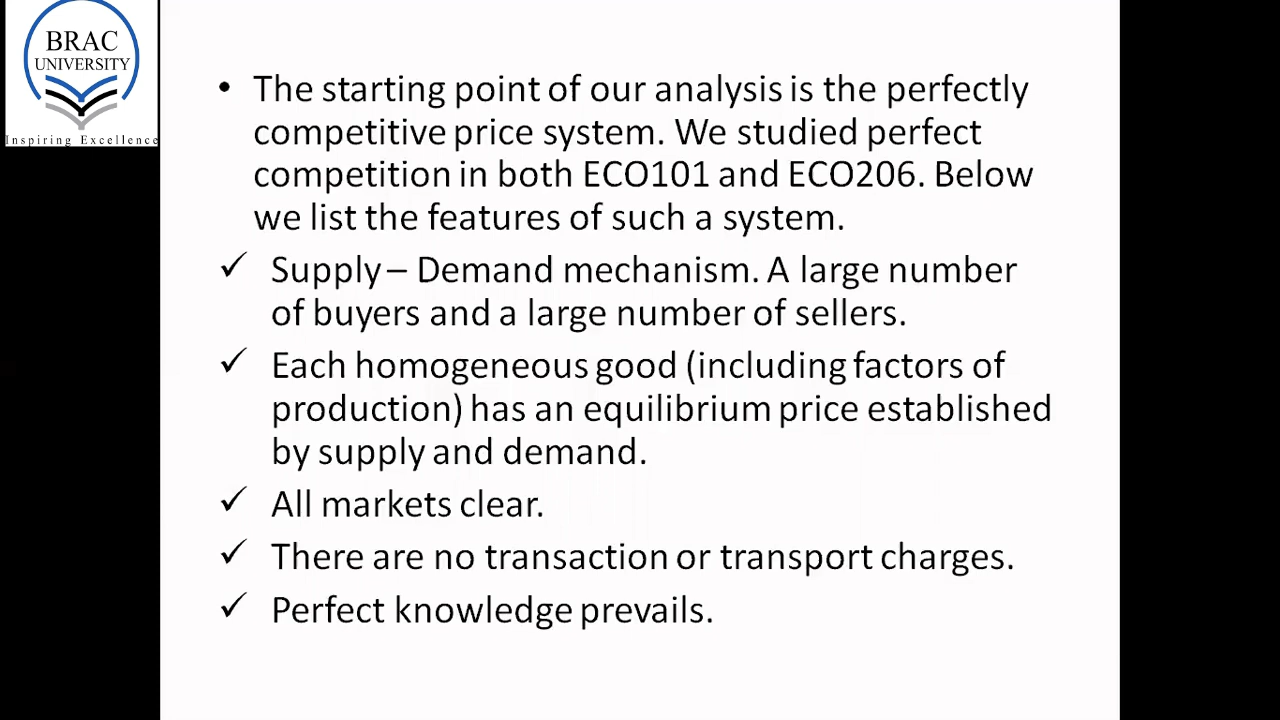 BRAC
UNIVERSITY
Inspiring Excellence
• The starting point of our analysis is the perfectly
competitive price system. We studied perfect
competition in both ECO101 and ECO206. Below
we list the features of such a system.
✓ Supply – Demand mechanism. A large number
of buyers and a large number of sellers.
✓ Each homogeneous good (including factors of
production) has an equilibrium price established
by supply and demand.
✓ All markets clear.
✓ There are no transaction or transport charges.
✓ Perfect knowledge prevails.